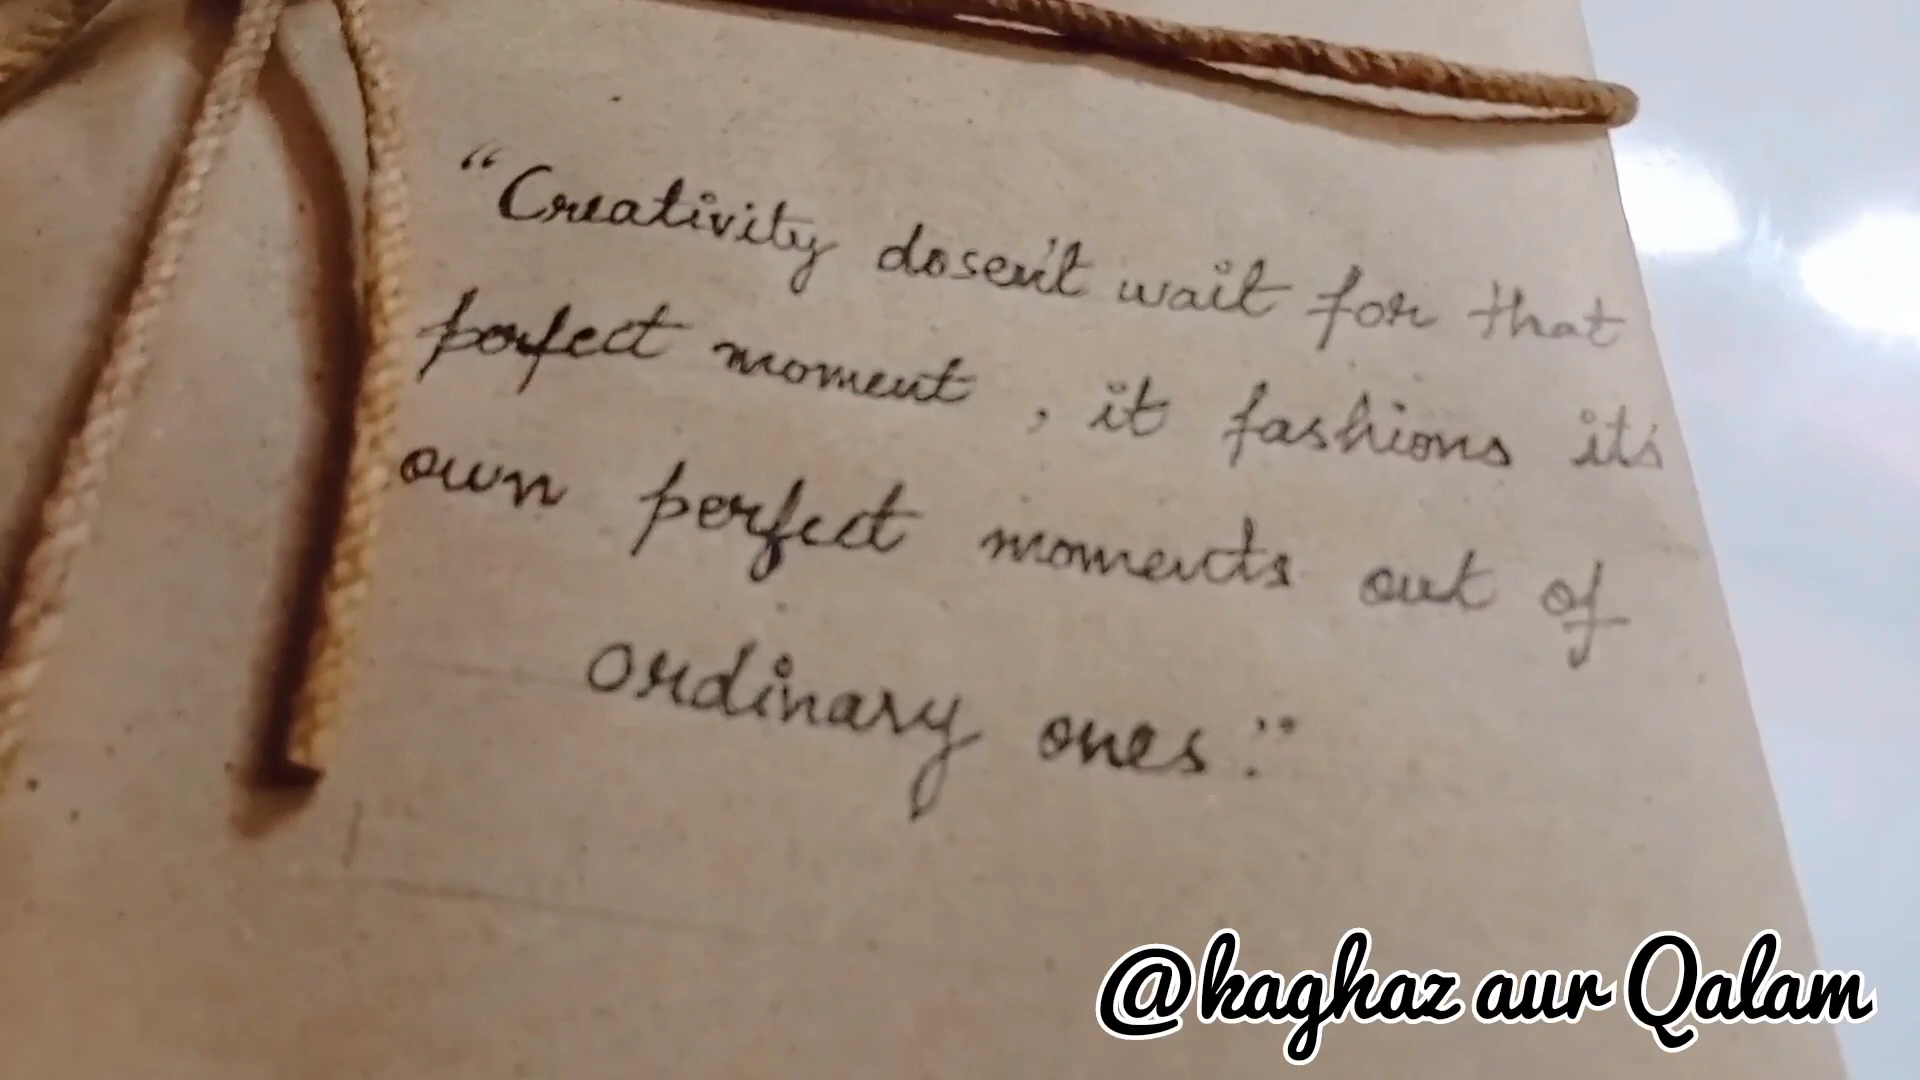 "Creativity dosen't wait for that
perfect moment, it fashions it's
own perfect moments out of
ordinary ones."
@kaghaz aur Qalam